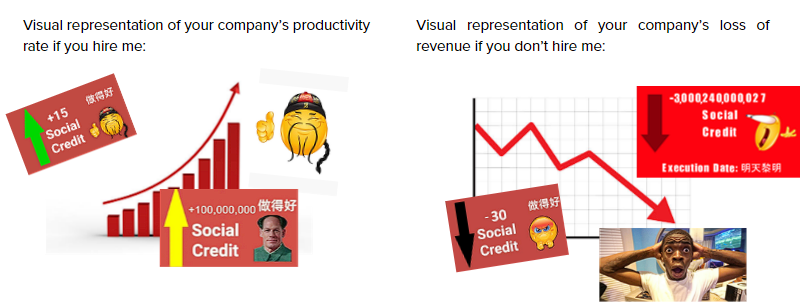 Visual representation of your company's productivity
rate if you hire me:
+15
做得好
Social
Credit
+100,000,000 做得好
Social
Credit
Visual representation of your company's loss of
revenue if you don't hire me:
-3,000,240,000,027
Social
Credit
Execution Date: 明天黎明
-30
做得好
Social
Credit